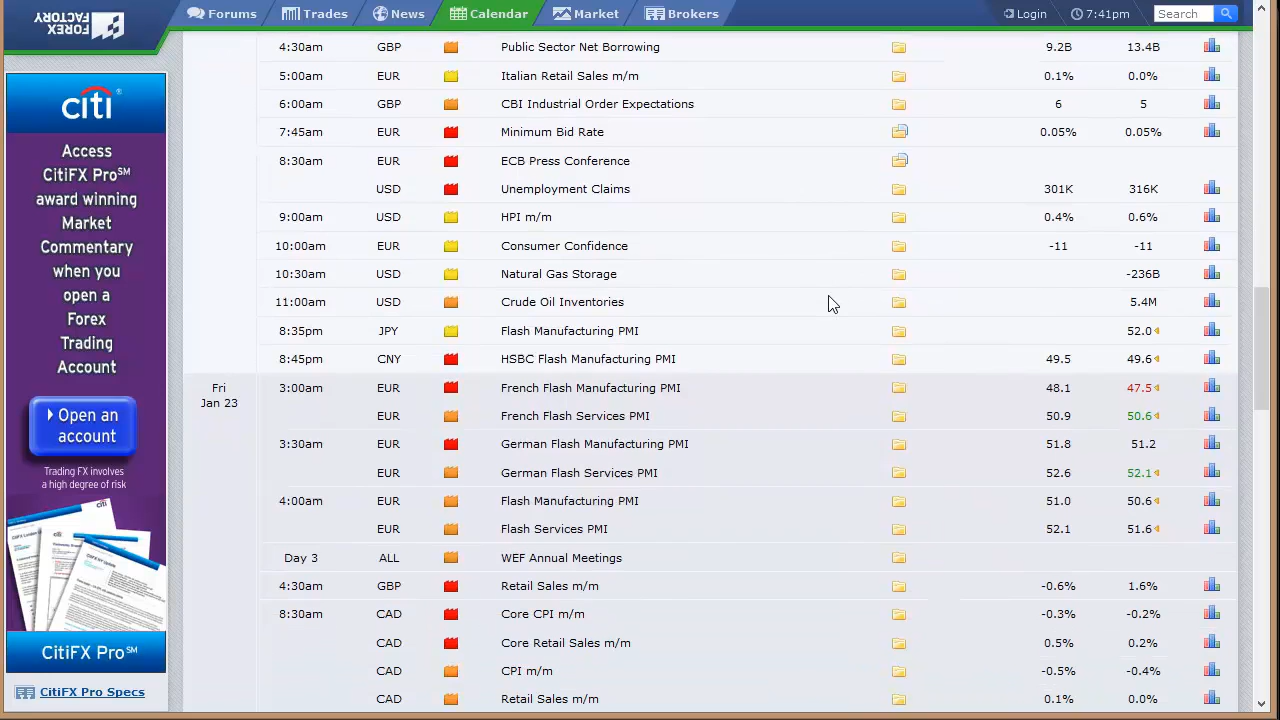 FOREX FACTORY
Forums Trades News Calendar Market Brokers Login 7:41pm Search
4:30am GBP Public Sector Net Borrowing 9.2B 13.4B
5:00am EUR Italian Retail Sales m/m 0.1% 0.0%
6:00am GBP CBI Industrial Order Expectations 6 5
7:45am EUR Minimum Bid Rate 0.05% 0.05%
8:30am EUR ECB Press Conference
USD Unemployment Claims 301K 316K
9:00am USD HPI m/m 0.4% 0.6%
10:00am EUR Consumer Confidence -11 -11
10:30am USD Natural Gas Storage -236B
11:00am USD Crude Oil Inventories 5.4M
8:35pm JPY Flash Manufacturing PMI 52.0
8:45pm CNY HSBC Flash Manufacturing PMI 49.5 49.6
Fri
Jan 23
3:00am EUR French Flash Manufacturing PMI 48.1 47.5
EUR French Flash Services PMI 50.9 50.6
3:30am EUR German Flash Manufacturing PMI 51.8 51.2
EUR German Flash Services PMI 52.6 52.1
4:00am EUR Flash Manufacturing PMI 51.0 50.6
EUR Flash Services PMI 52.1 51.6
Day 3 ALL WEF Annual Meetings
4:30am GBP Retail Sales m/m -0.6% 1.6%
8:30am CAD Core CPI m/m -0.3% -0.2%
CAD Core Retail Sales m/m 0.5% 0.2%
CAD CPI m/m -0.5% -0.4%
CAD Retail Sales m/m 0.1% 0.0%
citi®
Access
CitiFX Pro℠
award winning
Market
Commentary
when you
open a
Forex
Trading
Account
Open an
account
Trading FX involves
a high degree of risk
CitiFX Pro℠
CitiFX Pro Specs